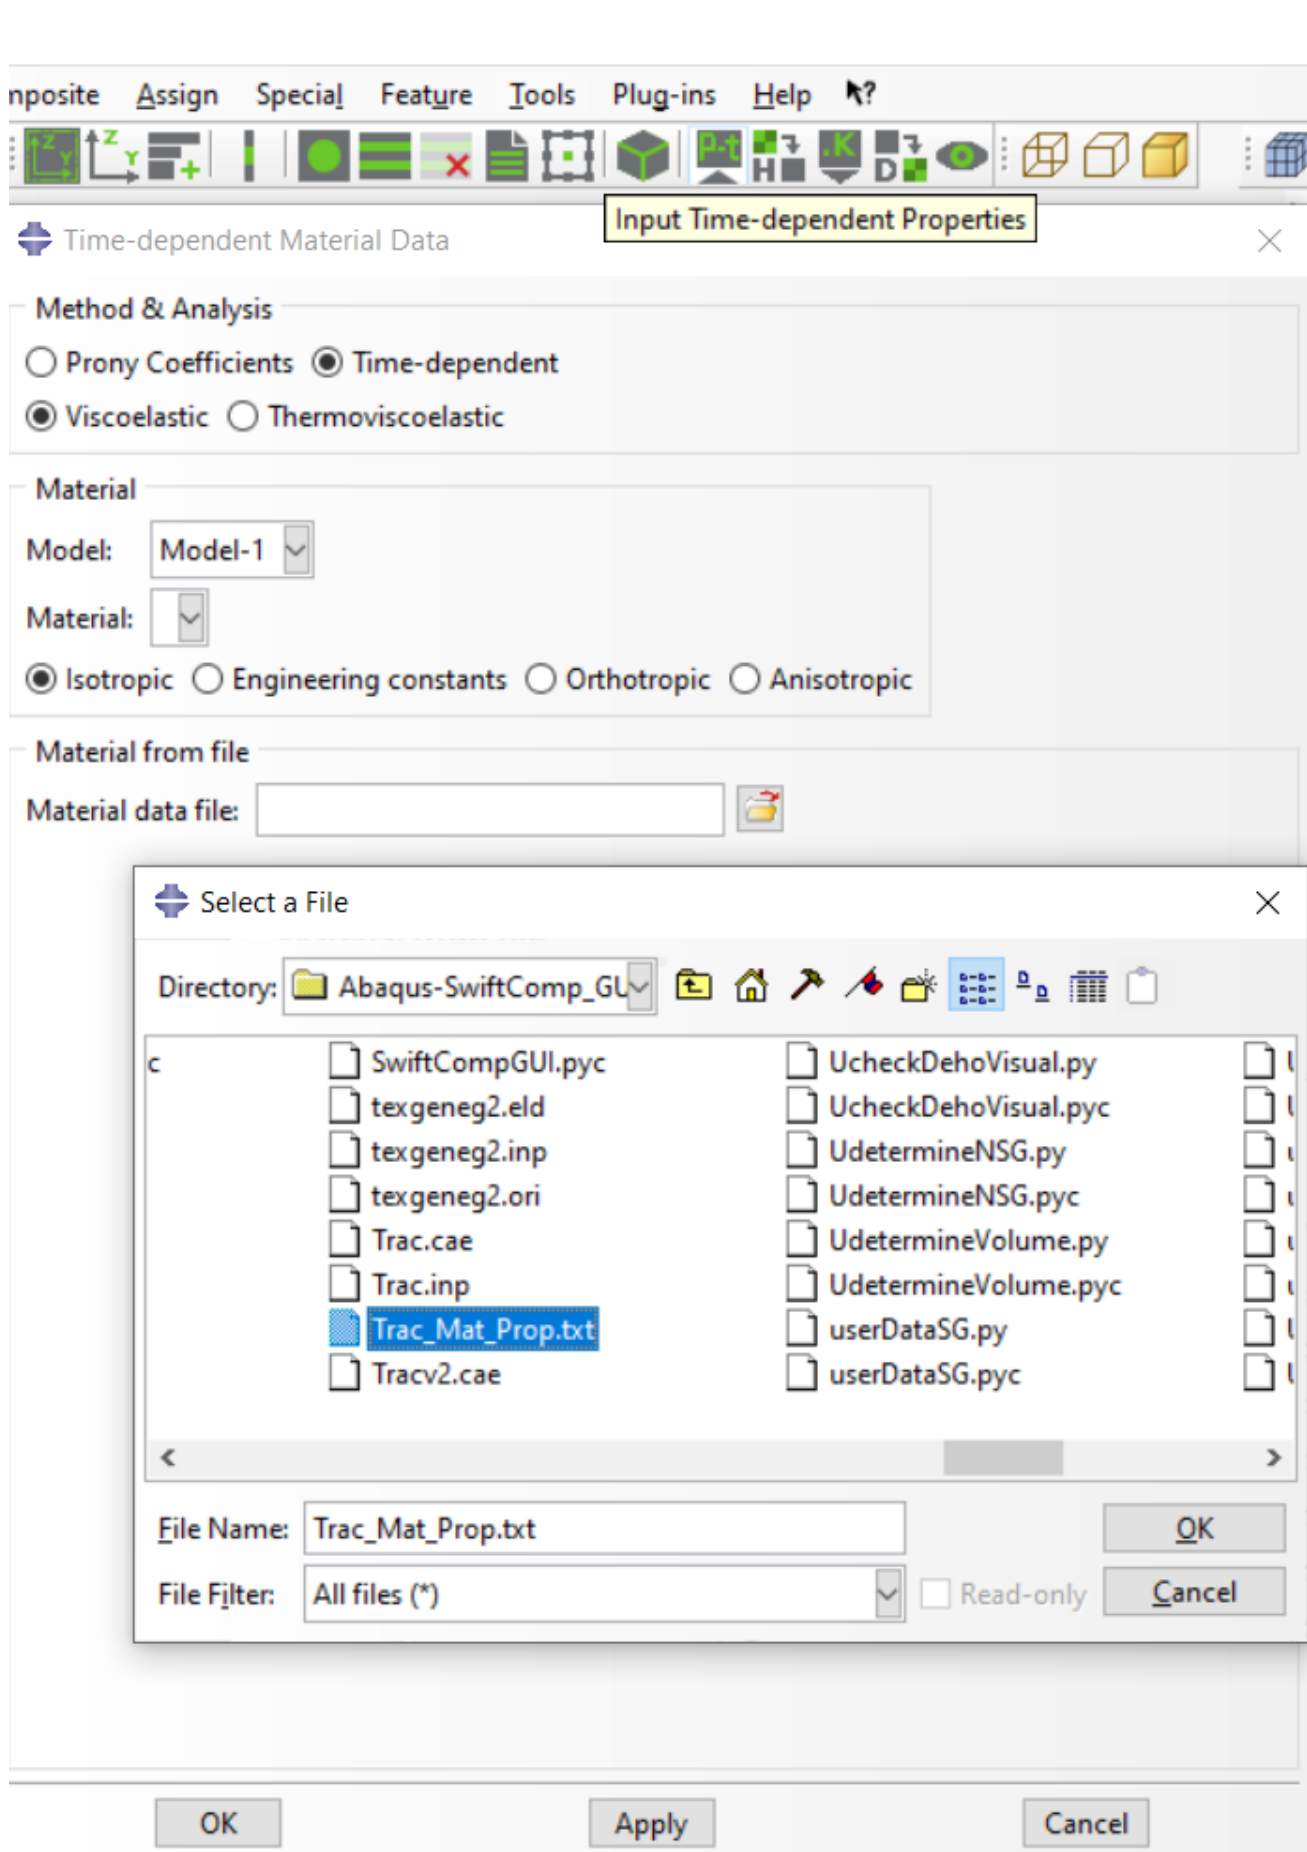 mposite Assign Special Feature Tools Plug-ins Help ?
Z Y Z Y P-t H .K D
Input Time-dependent Properties
Time-dependent Material Data
Method & Analysis
Prony Coefficients Time-dependent
Viscoelastic Thermoviscoelastic
Material
Model: Model-1
Material:
Isotropic Engineering constants Orthotropic Anisotropic
Material from file
Material data file:
Select a File
Directory: Abaqus-SwiftComp_GU
c SwiftCompGUI.pyc UcheckDehoVisual.py
texgeneg2.eld UcheckDehoVisual.pyc
texgeneg2.inp UdetermineNSG.py
texgeneg2.ori UdetermineNSG.pyc
Trac.cae UdetermineVolume.py
Trac.inp UdetermineVolume.pyc
Trac_Mat_Prop.txt userDataSG.py
Tracv2.cae userDataSG.pyc
File Name: Trac_Mat_Prop.txt OK
File Filter: All files (*) Read-only Cancel
OK Apply Cancel